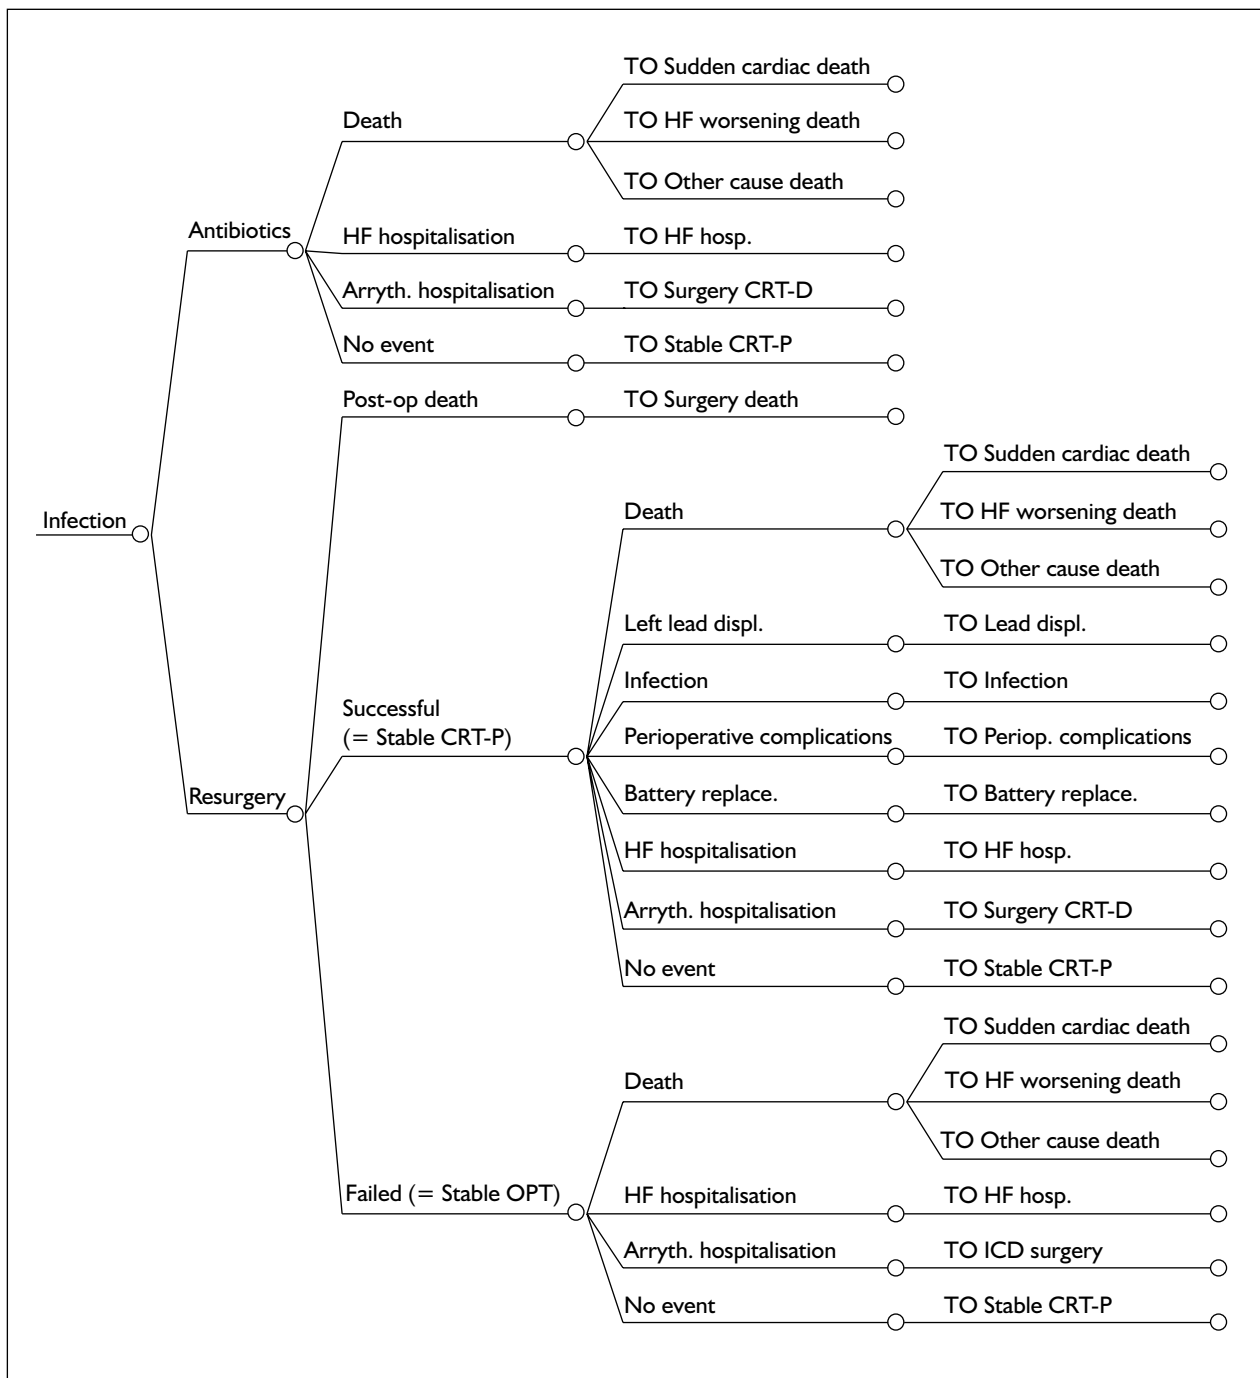 TO Sudden cardiac death
Death
TO HF worsening death
TO Other cause death
Antibiotics
HF hospitalisation
TO HF hosp.
Arryth. hospitalisation
TO Surgery CRT-D
No event
TO Stable CRT-P
Post-op death
TO Surgery death
Infection
TO Sudden cardiac death
Death
TO HF worsening death
TO Other cause death
Left lead displ.
TO Lead displ.
Infection
TO Infection
Successful
(= Stable CRT-P)
Perioperative complications
TO Periop. complications
Resurgery
Battery replace.
TO Battery replace.
HF hospitalisation
TO HF hosp.
Arryth. hospitalisation
TO Surgery CRT-D
No event
TO Stable CRT-P
TO Sudden cardiac death
Death
TO HF worsening death
TO Other cause death
Failed (= Stable OPT)
HF hospitalisation
TO HF hosp.
Arryth. hospitalisation
TO ICD surgery
No event
TO Stable CRT-P